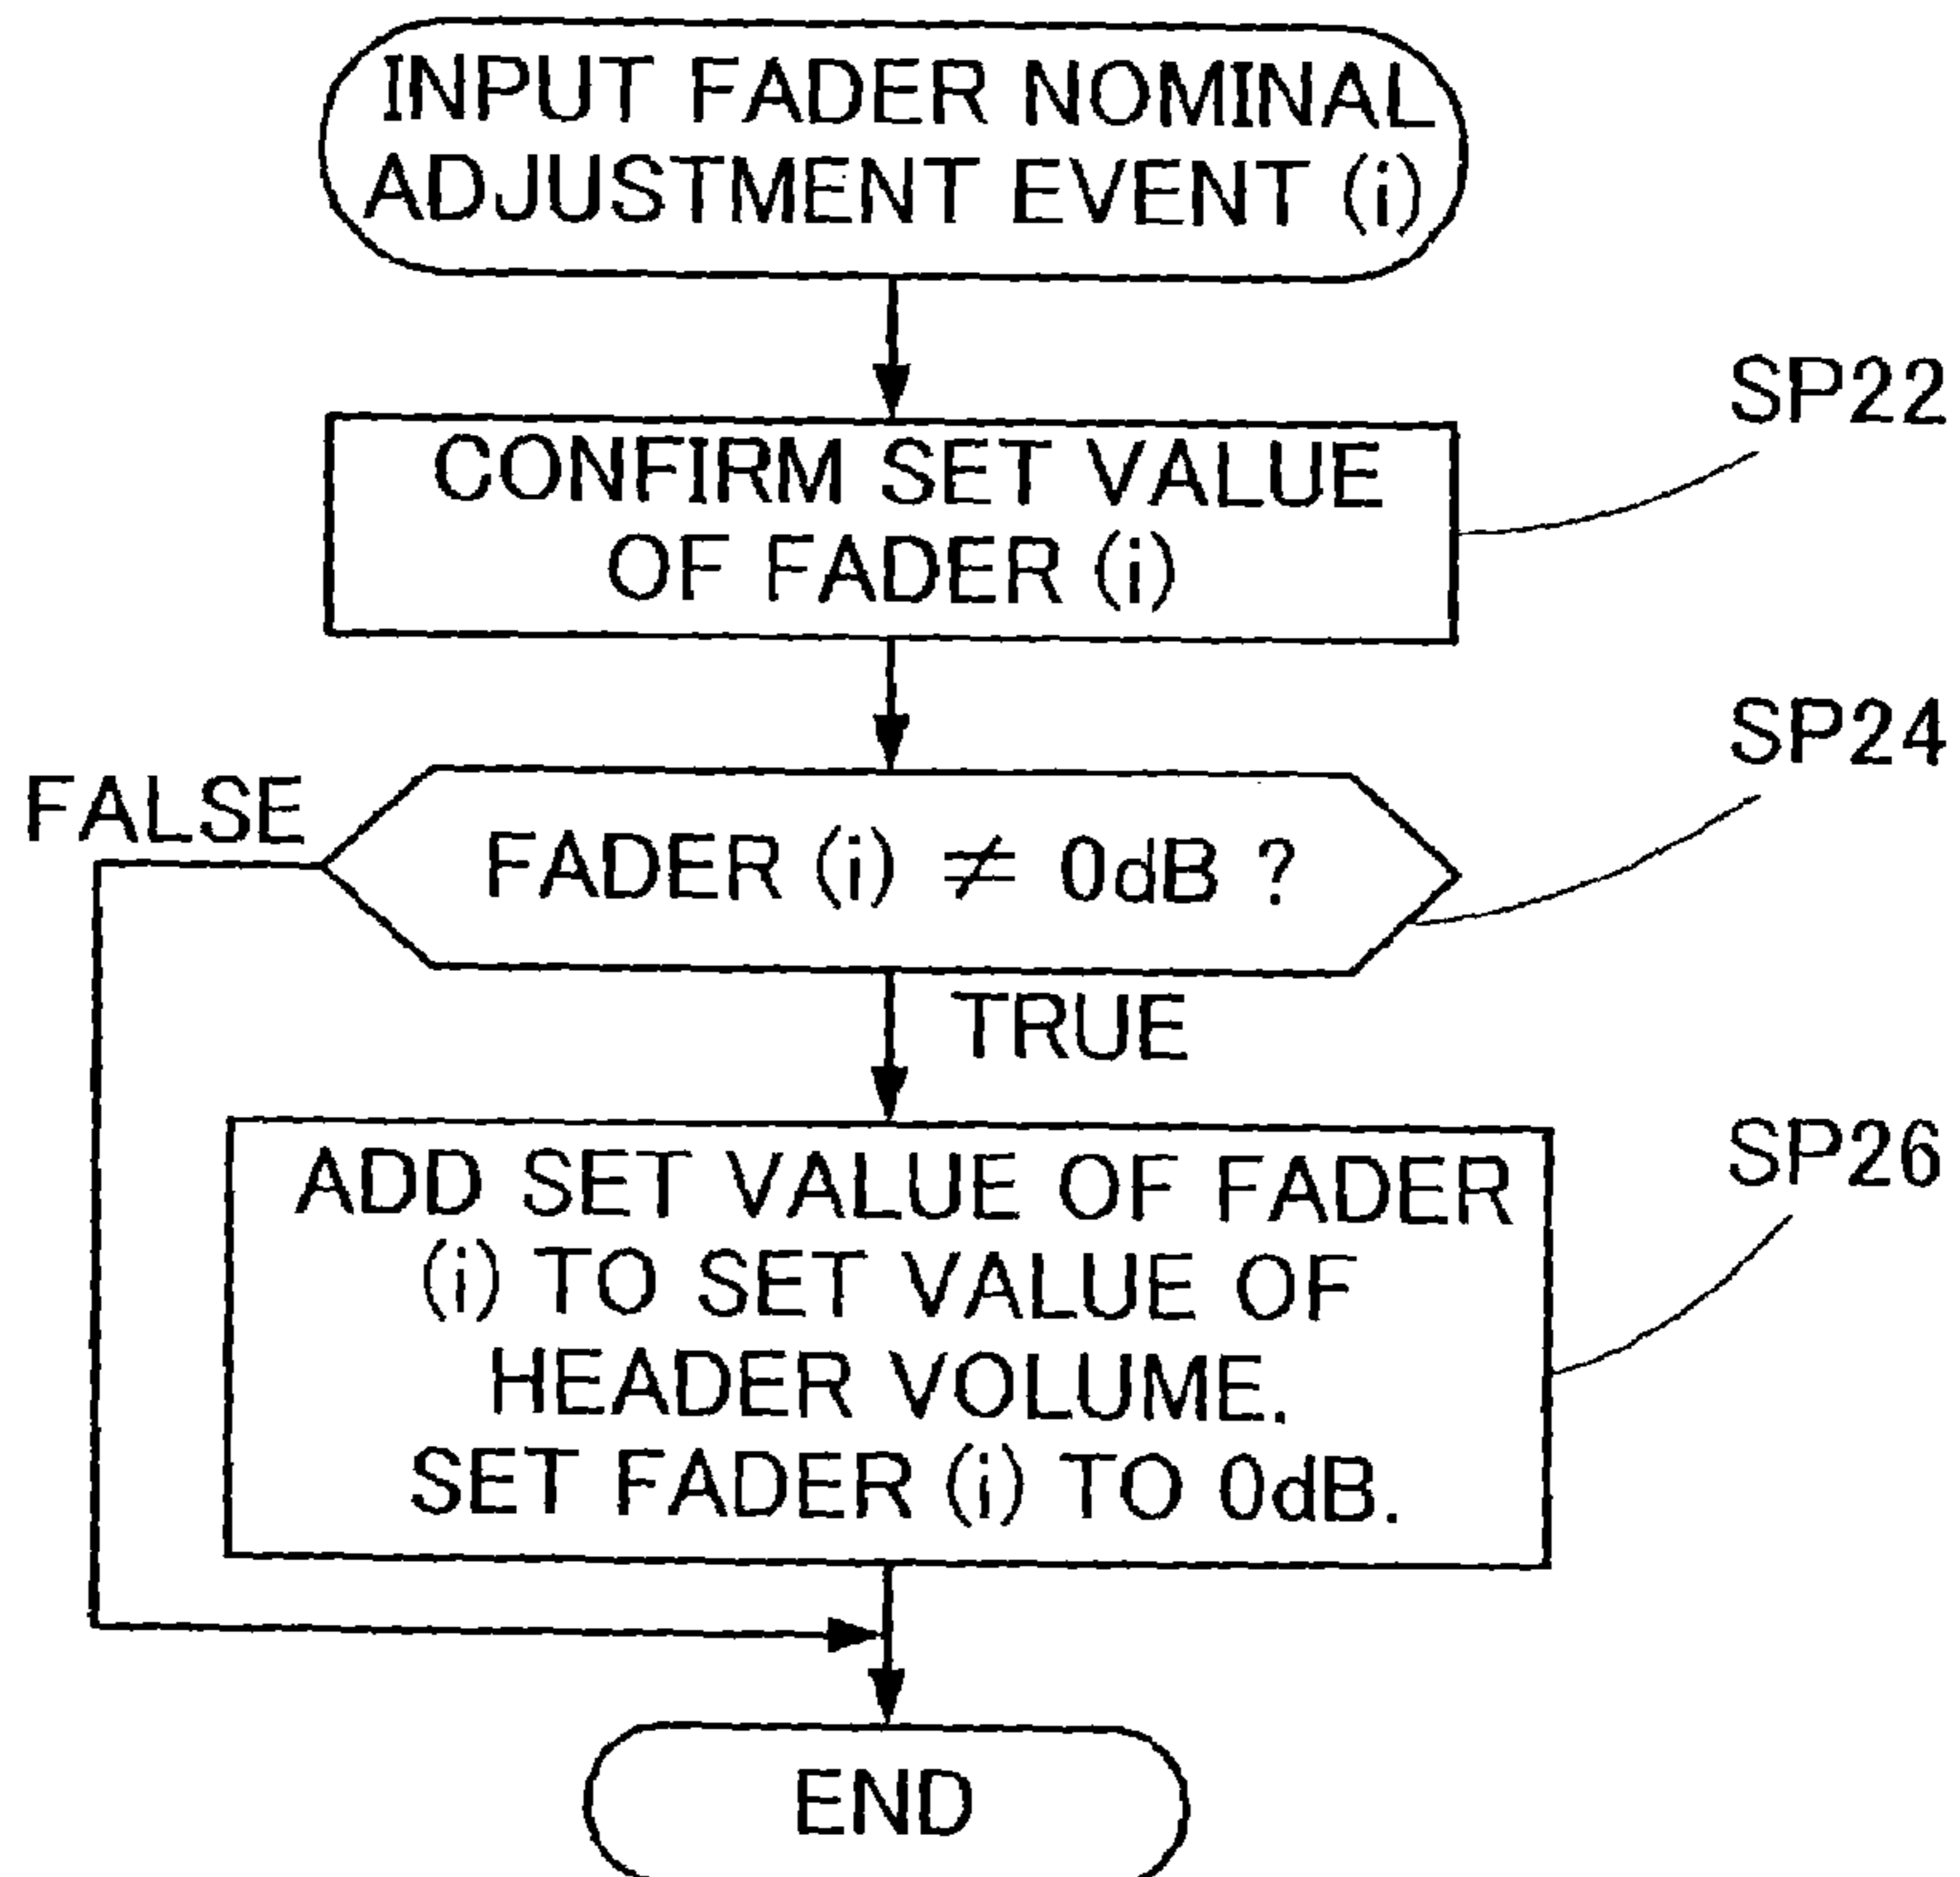 INPUT FADER NOMINAL
ADJUSTMENT EVENT (i)
SP22
CONFIRM SET VALUE
OF FADER (i)
SP24
FALSE
FADER (i) ≠ 0dB ?
TRUE
SP26
ADD SET VALUE OF FADER
(i) TO SET VALUE OF
HEADER VOLUME.
SET FADER (i) TO 0dB.
END